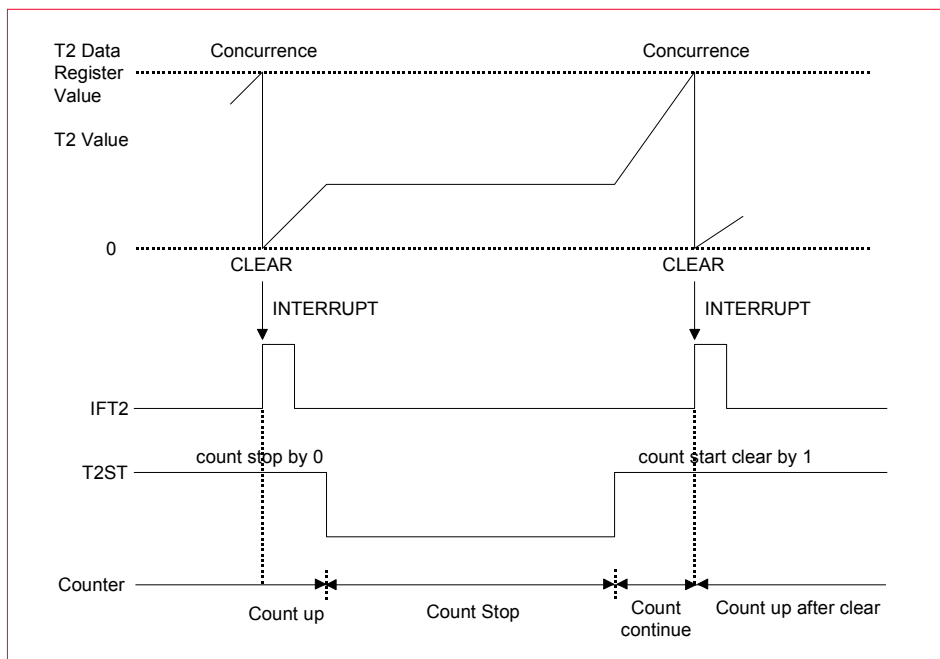 T2 Data
Register
Value
Concurrence
Concurrence
T2 Value
0
CLEAR
CLEAR
INTERRUPT
INTERRUPT
IFT2
count stop by 0
count start clear by 1
T2ST
Counter
Count up
Count Stop
Count
continue
Count up after clear